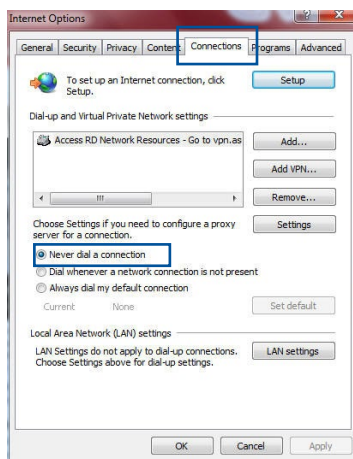 Internet Options
General Security Privacy Content Connections Programs Advanced
To set up an Internet connection, click
Setup.
Setup
Dial-up and Virtual Private Network settings
Access RD Network Resources - Go to vpn.as
Add...
Add VPN...
Remove...
Choose Settings if you need to configure a proxy
server for a connection.
Settings
Never dial a connection
Dial whenever a network connection is not present
Always dial my default connection
Current None
Set default
Local Area Network (LAN) settings
LAN Settings do not apply to dial-up connections.
Choose Settings above for dial-up settings.
LAN settings
OK Cancel Apply